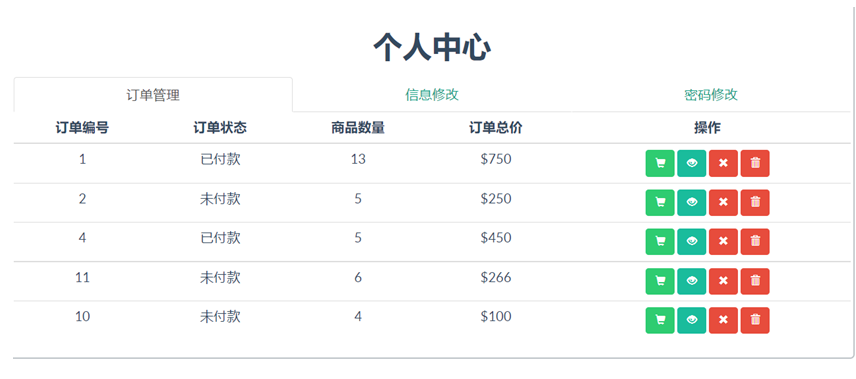 个人中心
订单管理 信息修改 密码修改
订单编号 订单状态 商品数量 订单总价 操作
1 已付款 13 $750
2 未付款 5 $250
4 已付款 5 $450
11 未付款 6 $266
10 未付款 4 $100